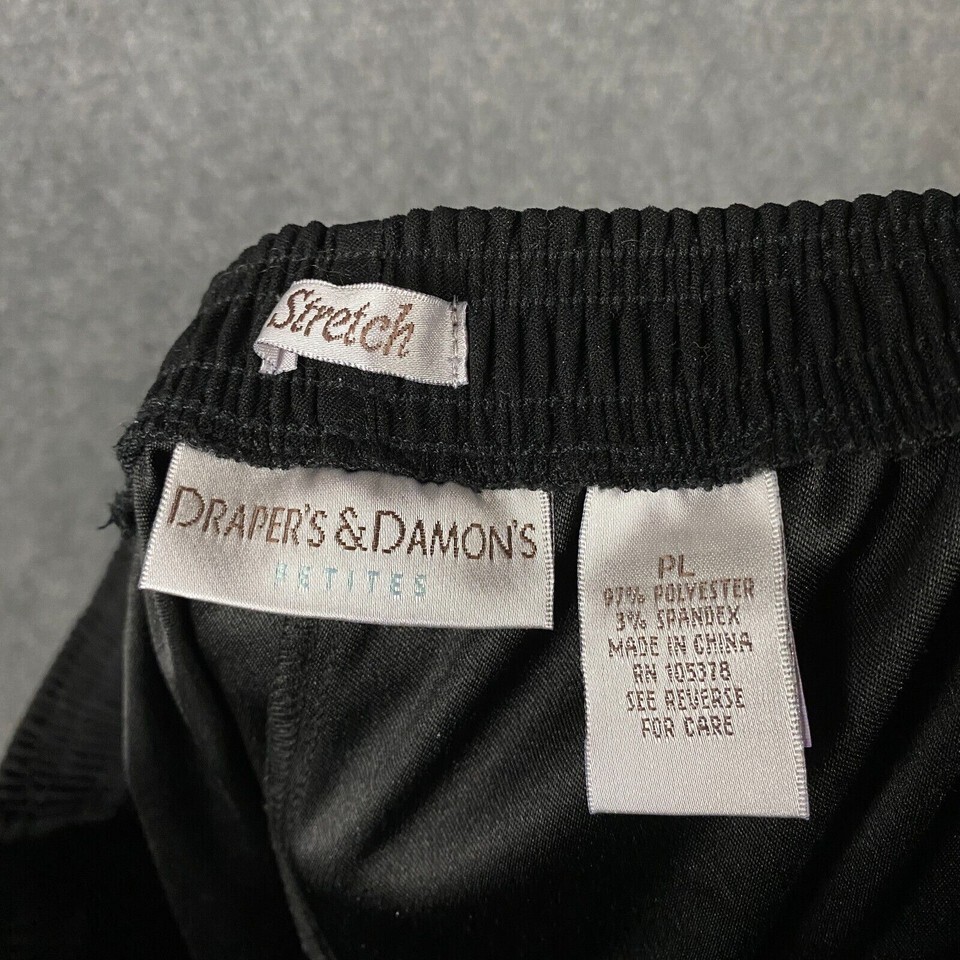 Stretch
DRAPER'S & DAMON'S
PETITES
PL
97% POLYESTER
3% SPANDEX
MADE IN CHINA
RN 105378
SEE REVERSE
FOR CARE